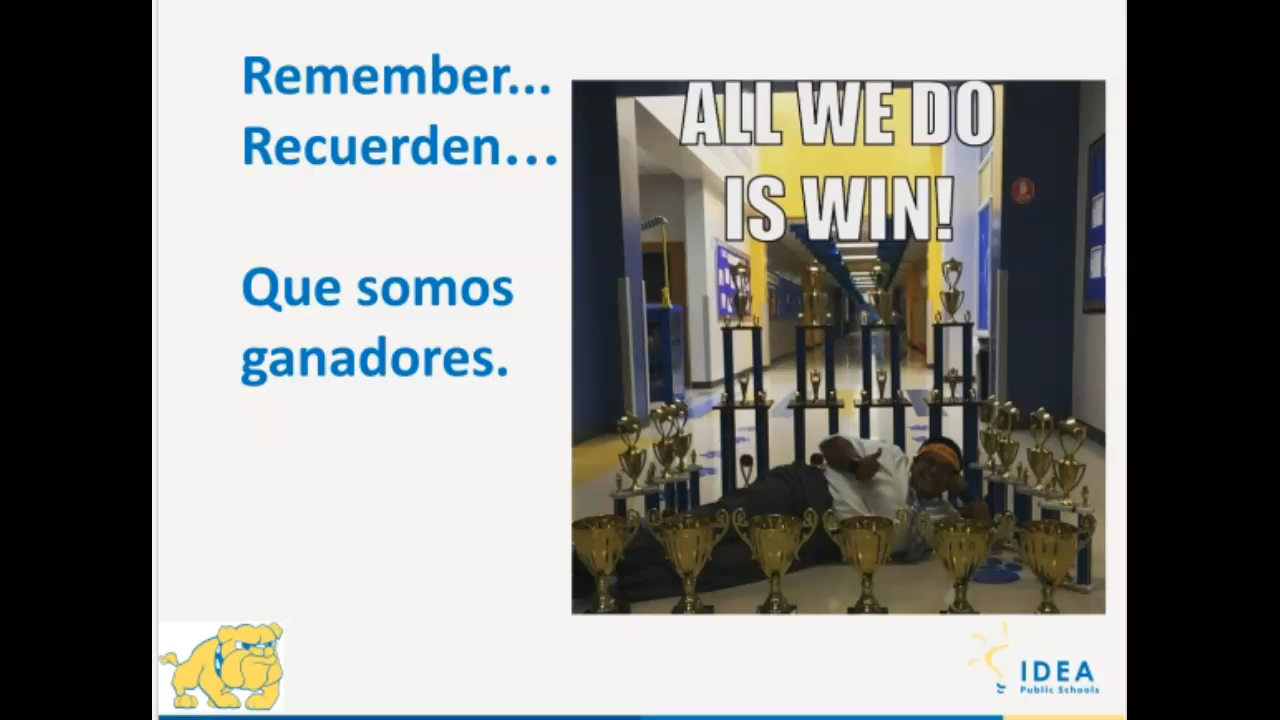 Remember...
Recuerden...
Que somos
ganadores.
ALL WE DO
IS WIN!
IDEA
Public Schools